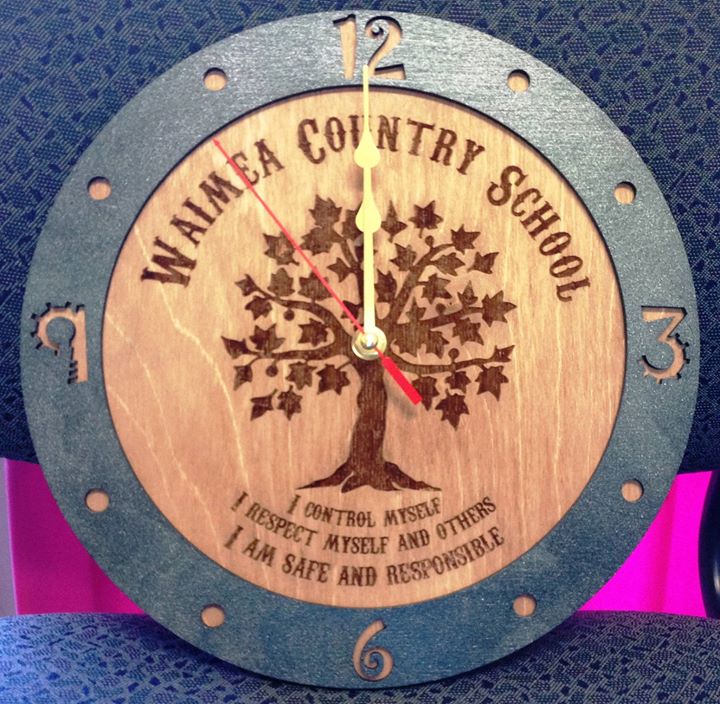 12
WAIMEA COUNTRY SCHOOL
9
3
I CONTROL MYSELF
I RESPECT MYSELF AND OTHERS
I AM SAFE AND RESPONSIBLE
6